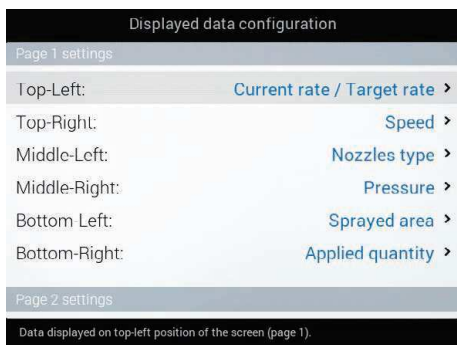 Displayed data configuration
Page 1 settings
Top-Left: Current rate / Target rate >
Top-Right: Speed >
Middle-Left: Nozzles type >
Middle-Right: Pressure >
Bottom Left: Sprayed area >
Bottom-Right: Applied quantity >
Page 2 settings
Data displayed on top-left position of the screen (page 1).